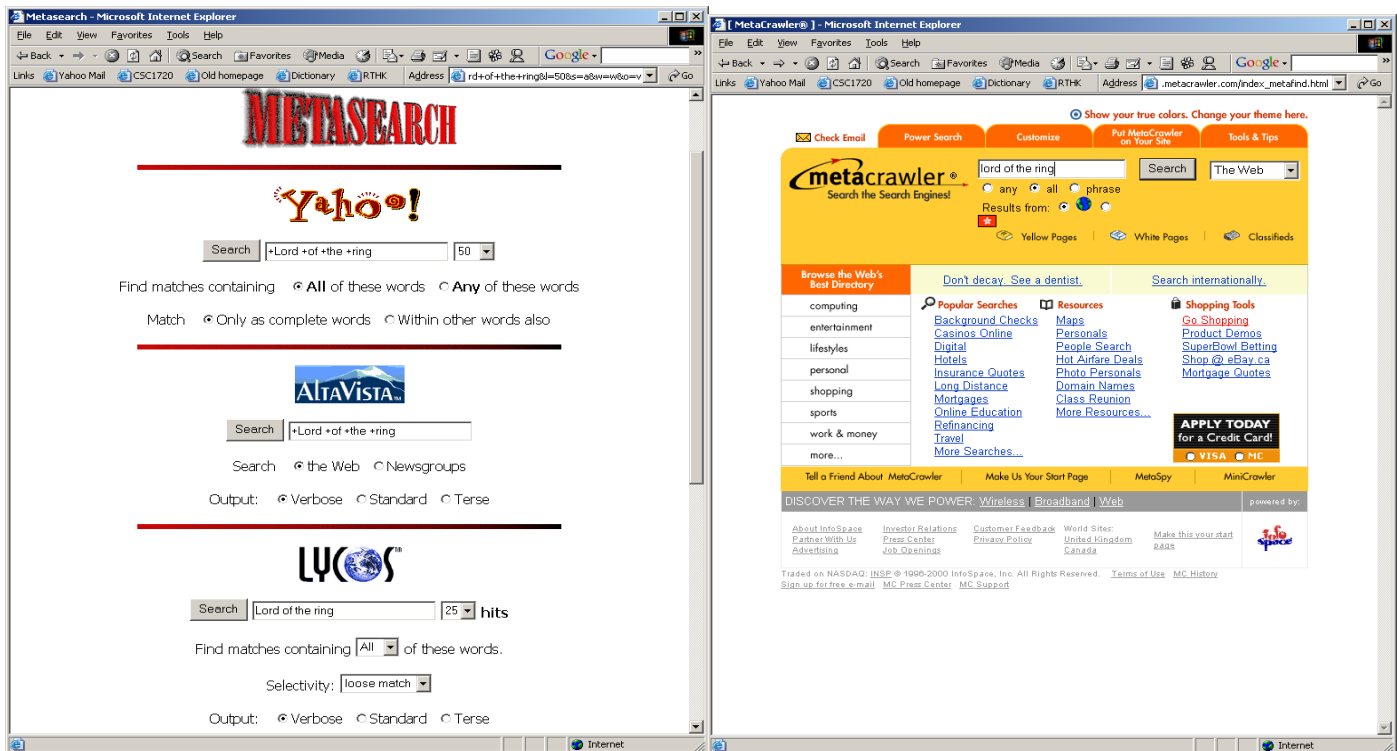 Metasearch - Microsoft Internet Explorer
File Edit View Favorites Tools Help
Back Search Favorites Media Google
Links Yahoo Mail CSC1720 Old homepage Dictionary RTHK Address rd+of+the+ring&l=50&s=a&w=w&o=v Go
METASEARCH
Yahoo!
Search +Lord +of +the +ring 50
Find matches containing All of these words Any of these words
Match Only as complete words Within other words also
ALTAVISTA
Search +Lord +of +the +ring
Search the Web Newsgroups
Output: Verbose Standard Terse
LYCOS
Search Lord of the ring 25 hits
Find matches containing All of these words.
Selectivity: loose match
Output: Verbose Standard Terse
Internet
[ MetaCrawler® ] - Microsoft Internet Explorer
File Edit View Favorites Tools Help
Back Search Favorites Media Google
Links Yahoo Mail CSC1720 Old homepage Dictionary RTHK Address .metacrawler.com/index_metafind.html Go
Show your true colors. Change your theme here.
Check Email Power Search Customize Put MetaCrawler on Your Site Tools & Tips
metacrawler ®
Search the Search Engines!
lord of the ring Search The Web
any all phrase
Results from:
Yellow Pages White Pages Classifieds
Browse the Web's
Best Directory
Don't decay. See a dentist. Search internationally.
computing
entertainment
lifestyles
personal
shopping
sports
work & money
more...
Popular Searches
Background Checks
Casinos Online
Digital
Hotels
Insurance Quotes
Long Distance
Mortgages
Online Education
Refinancing
Travel
More Searches...
Resources
Maps
Personals
People Search
Hot Airfare Deals
Photo Personals
Domain Names
Class Reunion
More Resources...
Shopping Tools
Go Shopping
Product Demos
SuperBowl Betting
Shop @ eBay.ca
Mortgage Quotes
APPLY TODAY
for a Credit Card!
VISA MC
Tell a Friend About MetaCrawler Make Us Your Start Page MetaSpy MiniCrawler
DISCOVER THE WAY WE POWER: Wireless | Broadband | Web powered by:
About InfoSpace Investor Relations Customer Feedback World Sites:
Partner With Us Press Center Privacy Policy United Kingdom
Advertising Job Openings Canada
Make this your start
page
info
space
Traded on NASDAQ: INSP © 1996-2000 InfoSpace, Inc. All Rights Reserved. Terms of Use MC History
Sign up for free e-mail MC Press Center MC Support
Internet